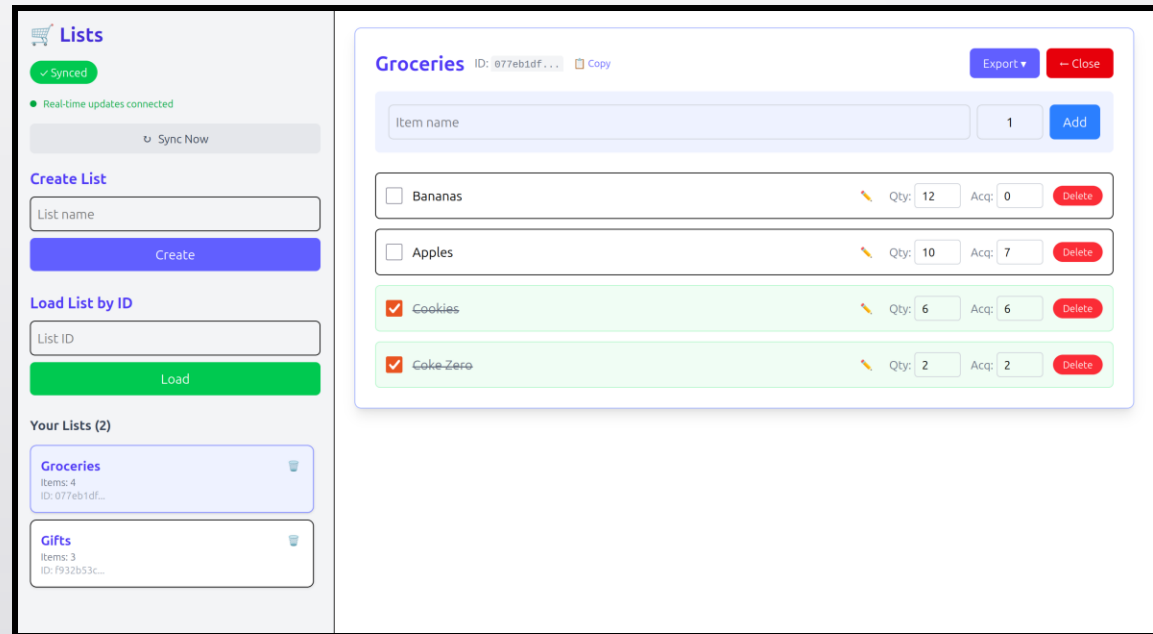 🛒 Lists
✓ Synced
Real-time updates connected
↻ Sync Now
Create List
List name
Create
Load List by ID
List ID
Load
Your Lists (2)
Groceries
Items: 4
ID: 077eb1df...
Gifts
Items: 3
ID: f932b53c...
Groceries ID: 077eb1df... 📋 Copy Export ▾ ← Close
Item name 1 Add
Bananas ✏️ Qty: 12 Acq: 0 Delete
Apples ✏️ Qty: 10 Acq: 7 Delete
Cookies ✏️ Qty: 6 Acq: 6 Delete
Coke Zero ✏️ Qty: 2 Acq: 2 Delete